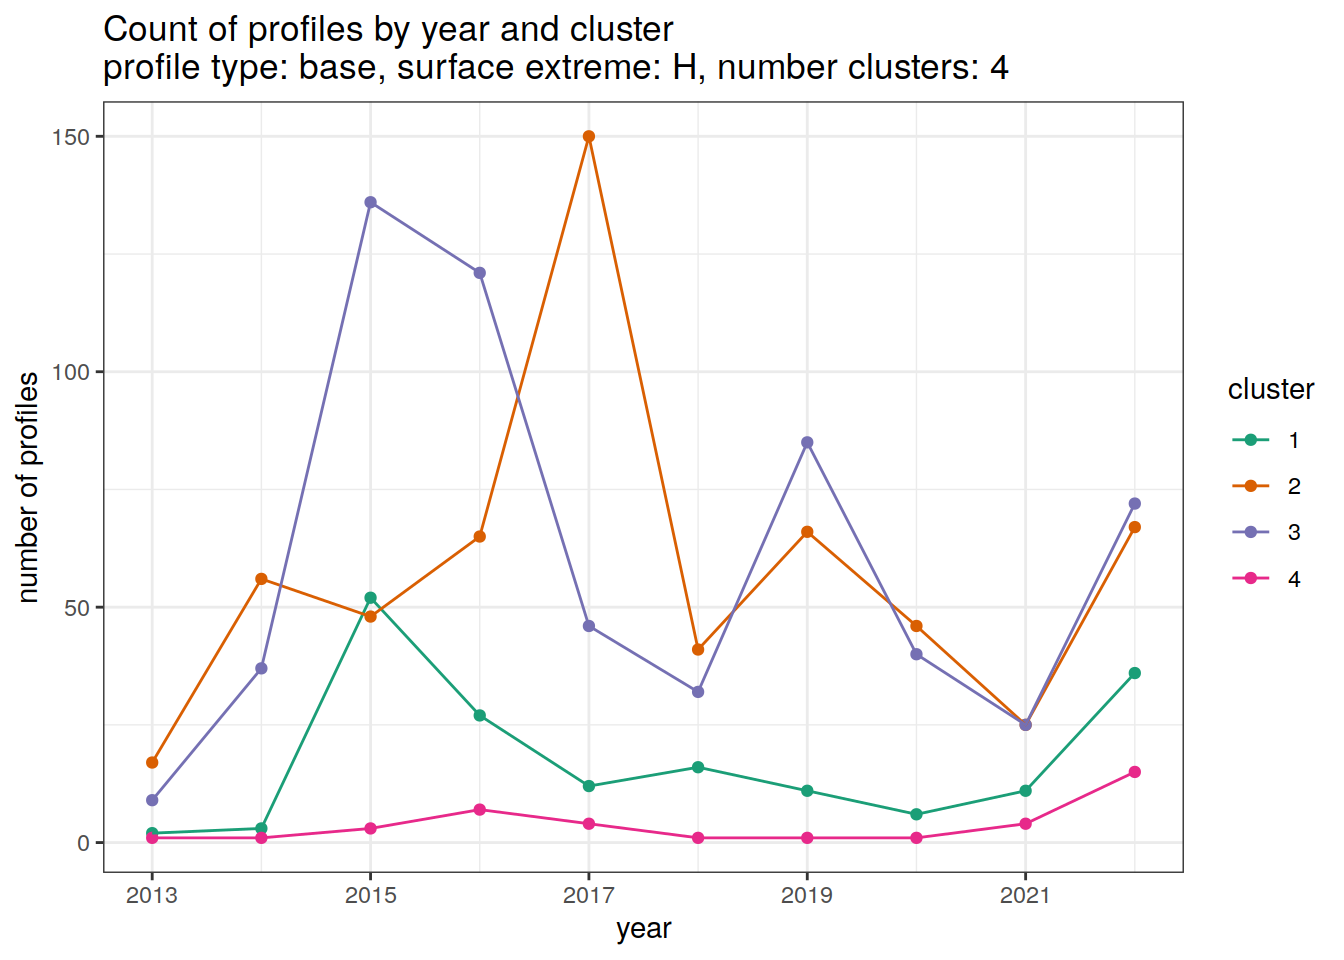 Count of profiles by year and cluster
profile type: base, surface extreme: H, number clusters: 4
150
100
50
0
number of profiles
2013 2015 2017 2019 2021
year
cluster
1
2
3
4